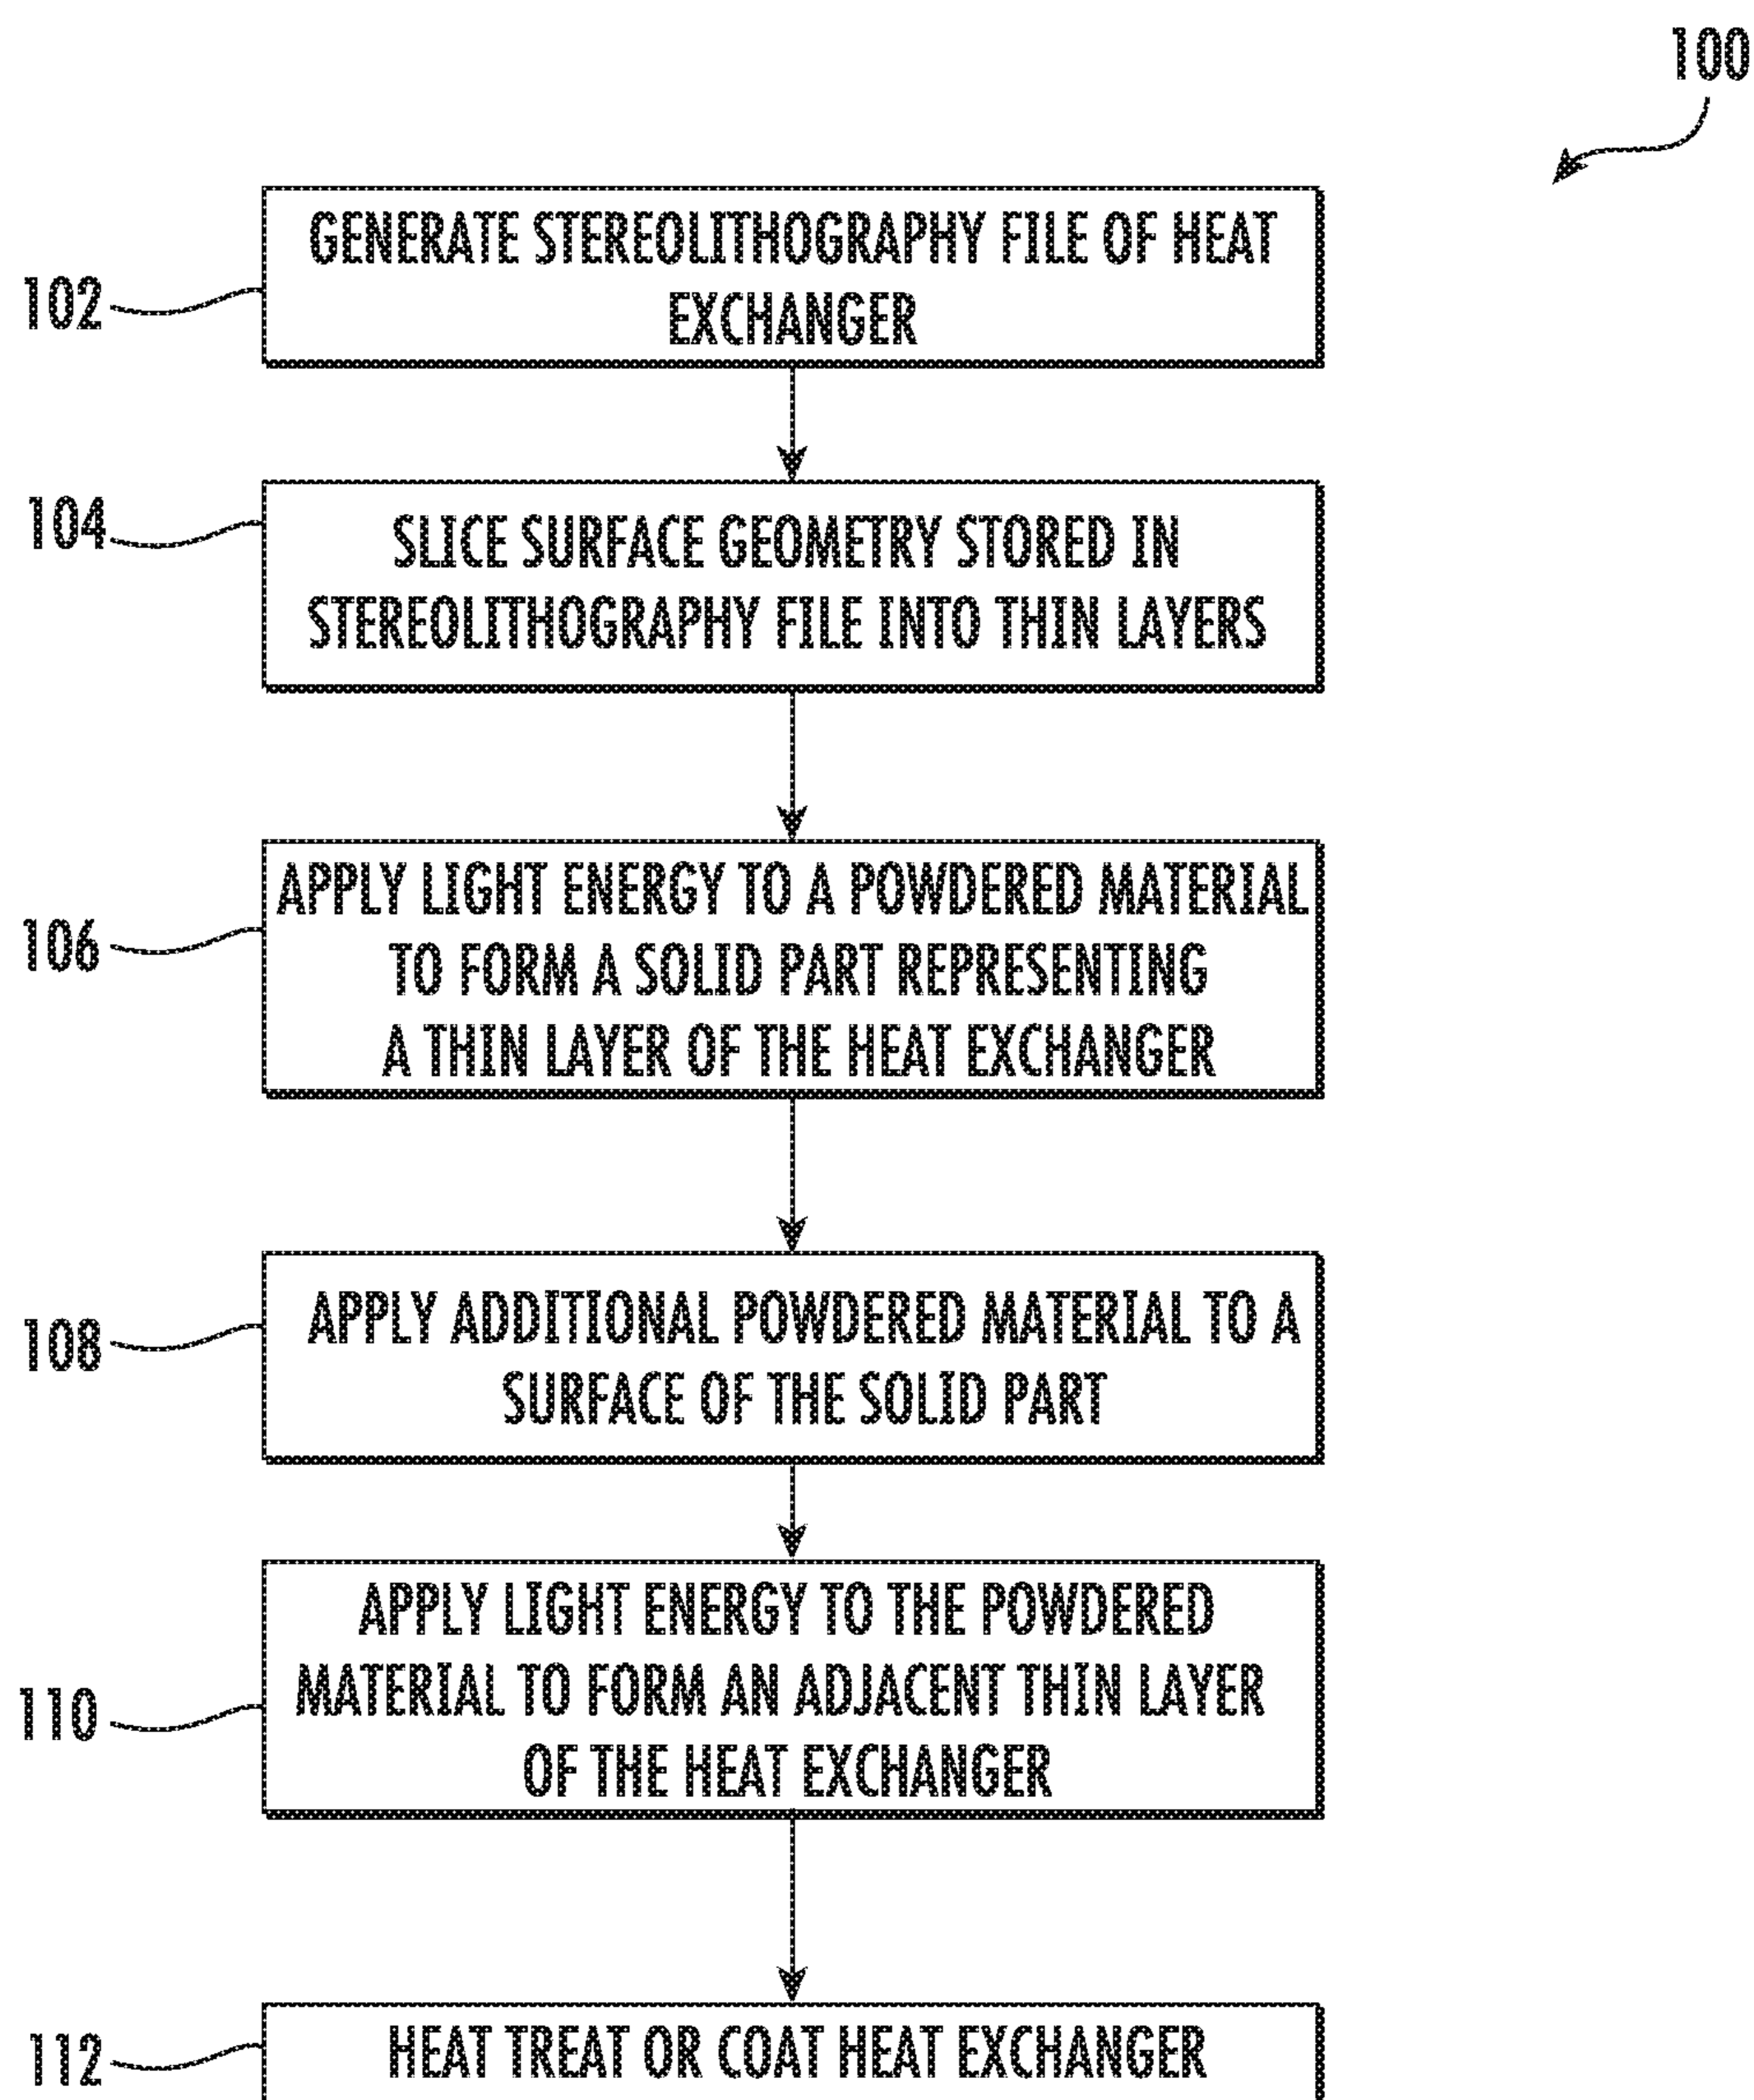 100
102
GENERATE STEREOLITHOGRAPHY FILE OF HEAT
EXCHANGER
104
SLICE SURFACE GEOMETRY STORED IN
STEREOLITHOGRAPHY FILE INTO THIN LAYERS
106
APPLY LIGHT ENERGY TO A POWDERED MATERIAL
TO FORM A SOLID PART REPRESENTING
A THIN LAYER OF THE HEAT EXCHANGER
108
APPLY ADDITIONAL POWDERED MATERIAL TO A
SURFACE OF THE SOLID PART
110
APPLY LIGHT ENERGY TO THE POWDERED
MATERIAL TO FORM AN ADJACENT THIN LAYER
OF THE HEAT EXCHANGER
112
HEAT TREAT OR COAT HEAT EXCHANGER